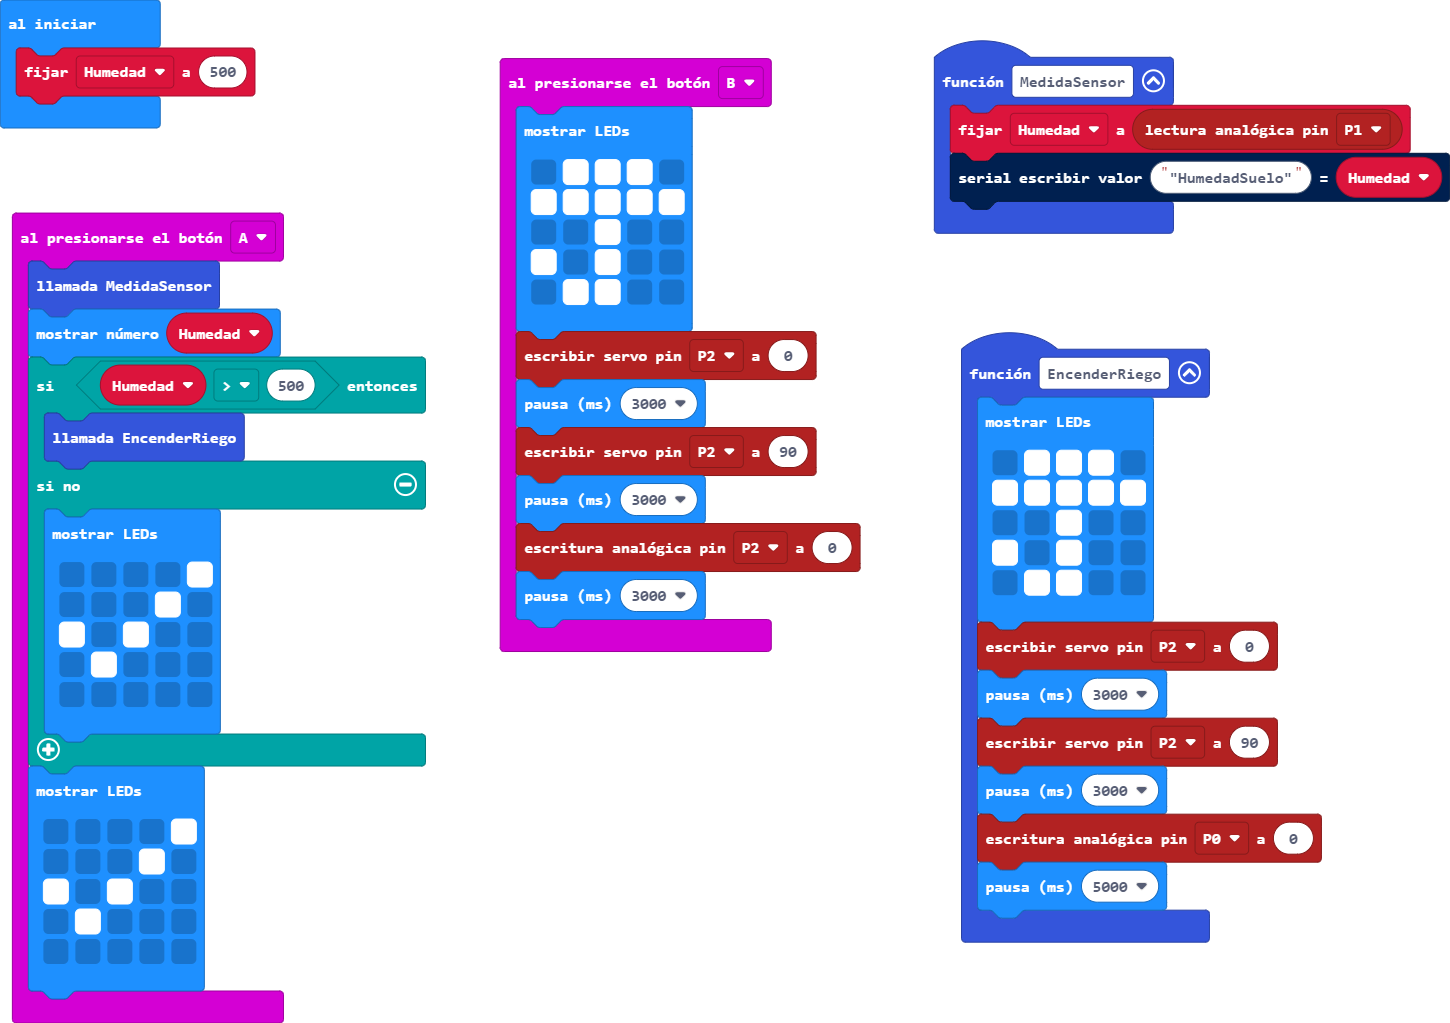 al iniciar
fijar Humedad a 500
al presionarse el botón A
llamada MedidaSensor
mostrar número Humedad
si Humedad > 500 entonces
llamada EncenderRiego
si no
mostrar LEDs
mostrar LEDs
al presionarse el botón B
mostrar LEDs
escribir servo pin P2 a 0
pausa (ms) 3000
escribir servo pin P2 a 90
pausa (ms) 3000
escritura analógica pin P2 a 0
pausa (ms) 3000
función MedidaSensor
fijar Humedad a lectura analógica pin P1
serial escribir valor ""HumedadSuelo"" = Humedad
función EncenderRiego
mostrar LEDs
escribir servo pin P2 a 0
pausa (ms) 3000
escribir servo pin P2 a 90
pausa (ms) 3000
escritura analógica pin P0 a 0
pausa (ms) 5000